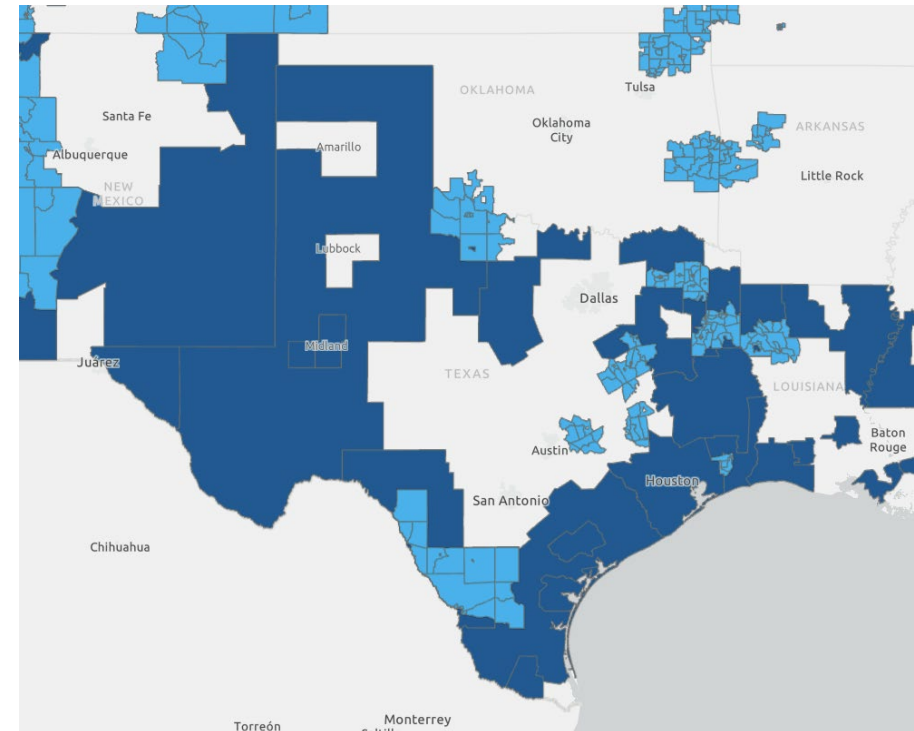 OKLAHOMA
Tulsa
Santa Fe
Oklahoma
City
ARKANSAS
Amarillo
Albuquerque
Little Rock
NEW
MEXICO
Lubbock
Dallas
Midland
Juárez
TEXAS
LOUISIANA
Baton
Rouge
Austin
Houston
San Antonio
Chihuahua
Monterrey
Torreón